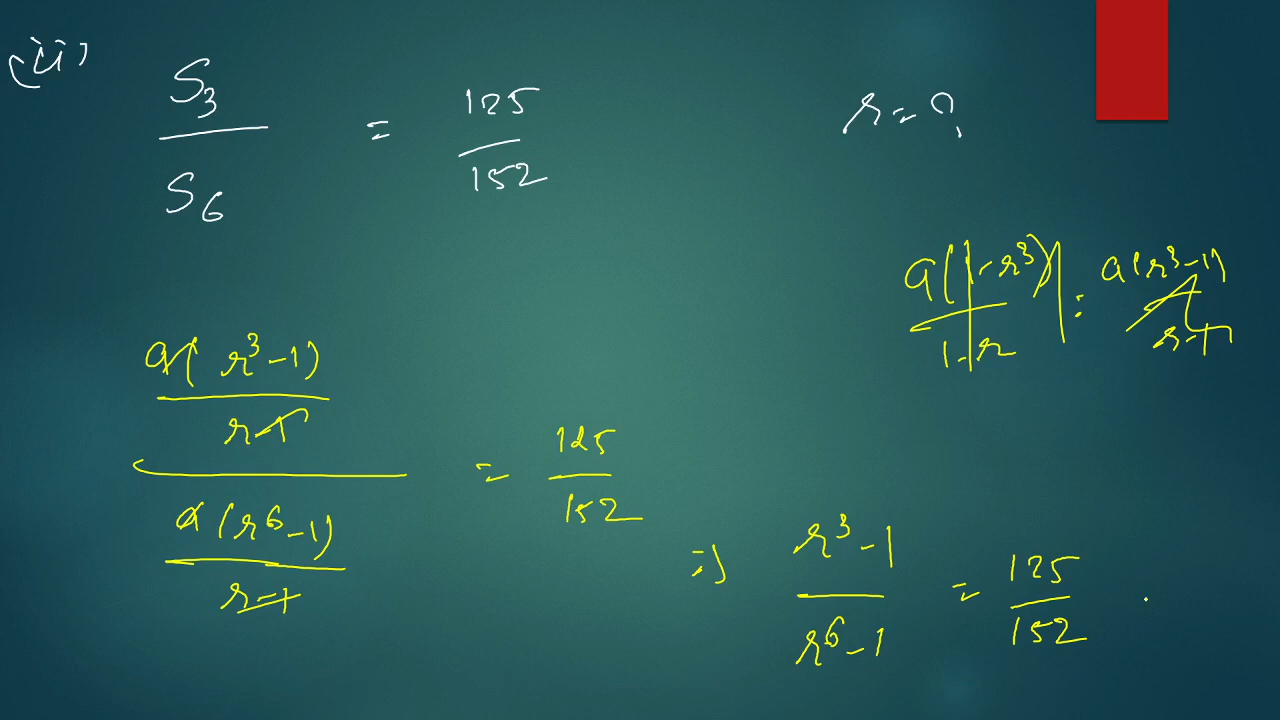 (ii)
S3 / S6 = 125 / 152
r = ?
a(1-r³) / 1-r = a(r³-1) / r-1
a(r³-1) / r-1
a(r⁶-1) / r-1
= 125 / 152
⇒) r³-1 / r⁶-1 = 125 / 152